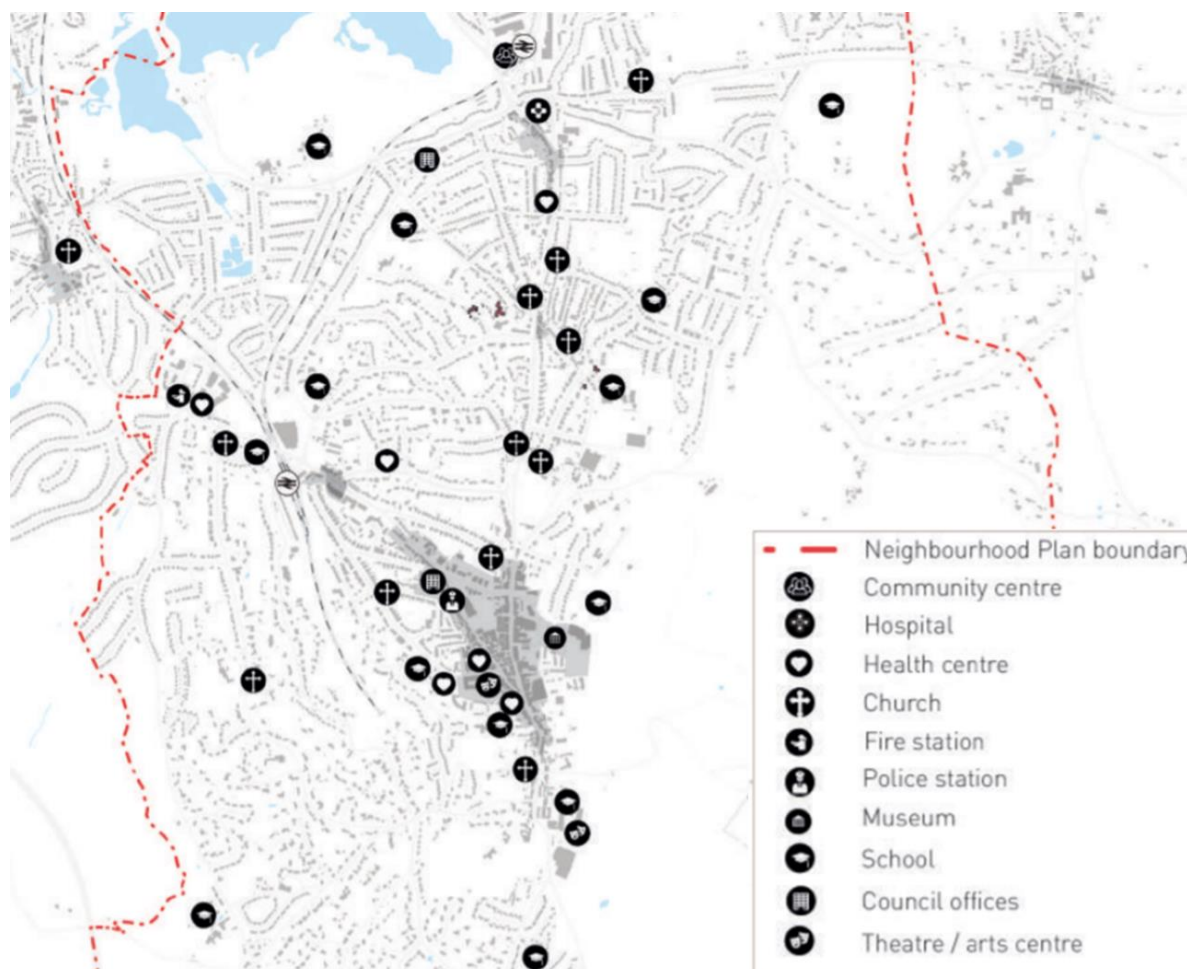 Neighbourhood Plan boundary
Community centre
Hospital
Health centre
Church
Fire station
Police station
Museum
School
Council offices
Theatre / arts centre